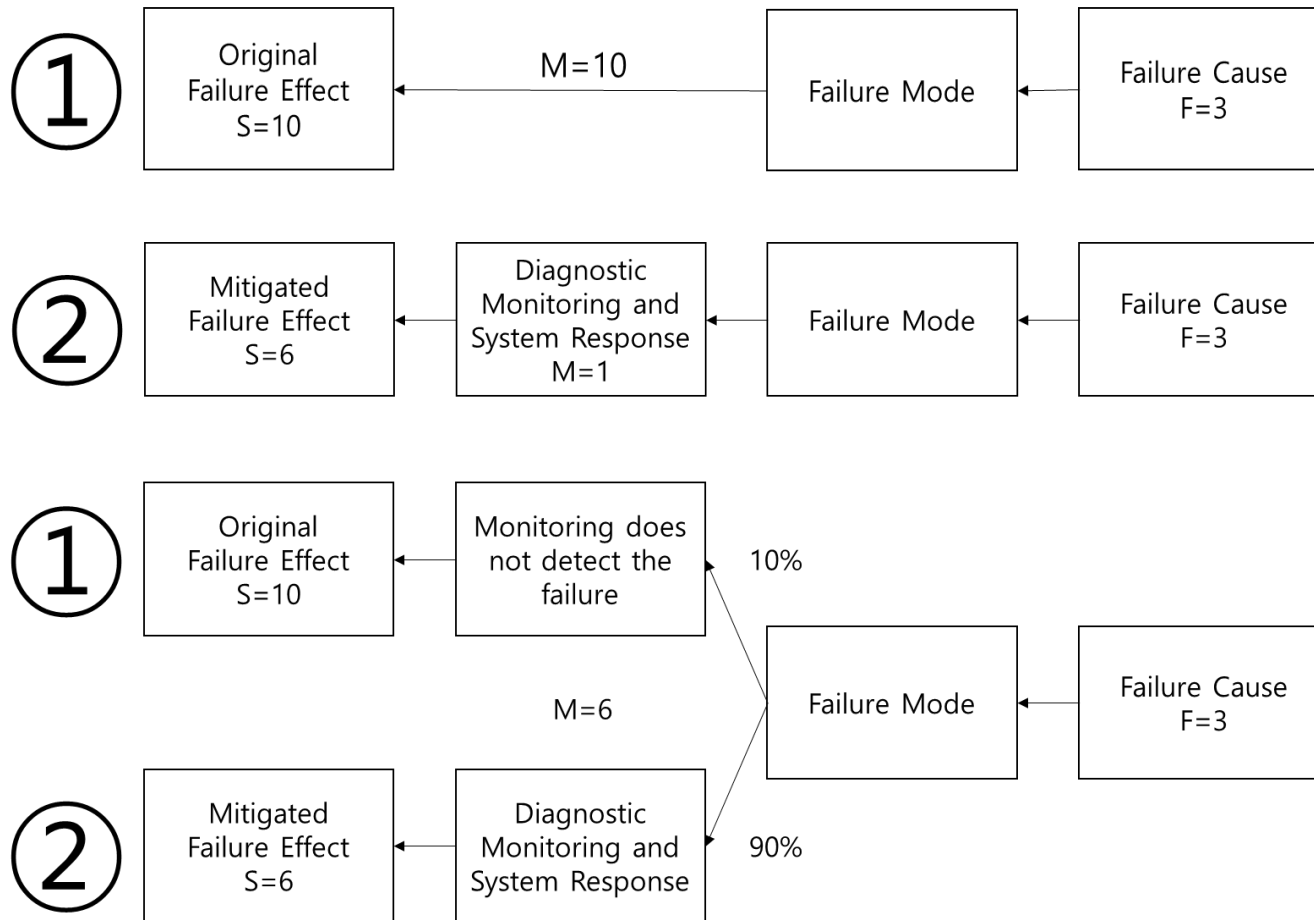 ①
Original
Failure Effect
S=10
M=10
Failure Mode
Failure Cause
F=3
②
Mitigated
Failure Effect
S=6
Diagnostic
Monitoring and
System Response
M=1
Failure Mode
Failure Cause
F=3
①
Original
Failure Effect
S=10
Monitoring does
not detect the
failure
10%
M=6
Failure Mode
Failure Cause
F=3
②
Mitigated
Failure Effect
S=6
Diagnostic
Monitoring and
System Response
90%